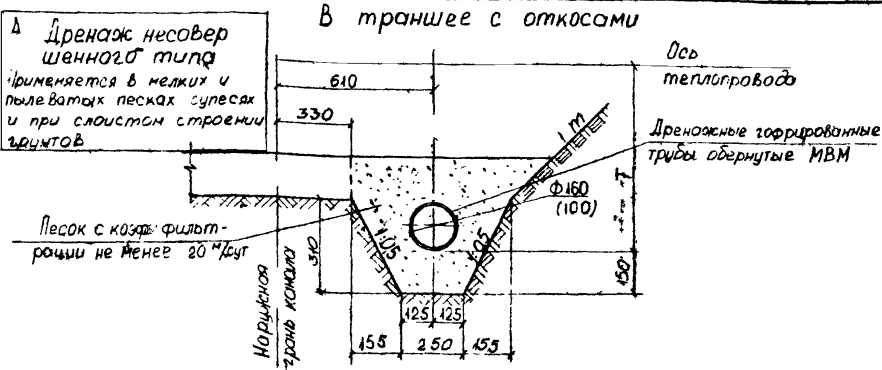 В траншее с откосами
Δ Дренаж несовер
шенного типа
Применяется в мелких и
пылеватых песках супесях
и при слоистом строении
грунтов
Ось
теплопровода
610
330
1:m
Дренажные гофрированные
трубы обернутые МВМ
Ф160
(100)
Песок с коэф. фильт-
рации не менее 20 м/сут
1:0.5
1:0.5
310
150
Наружная
грань канала
125 125
155 250 155